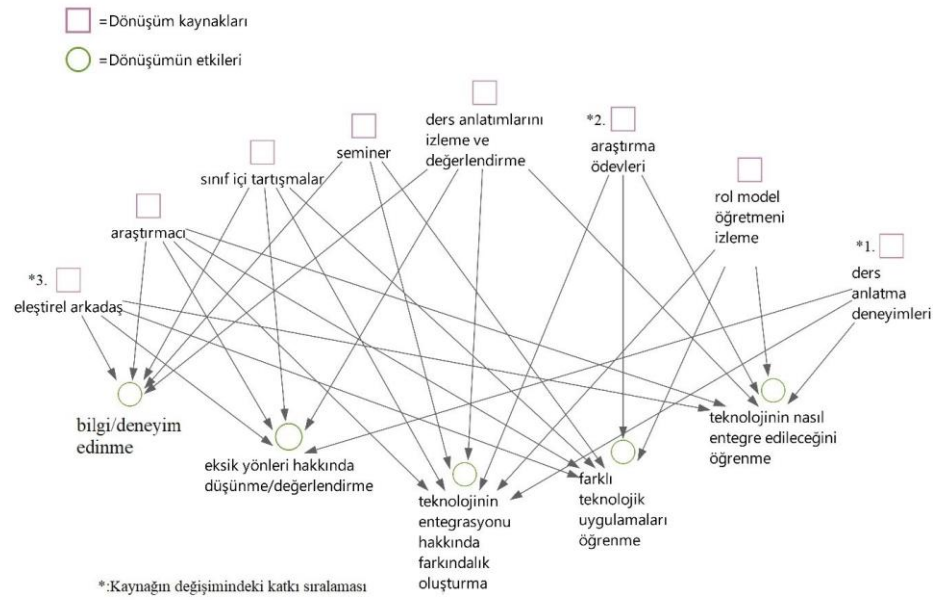 =Dönüşüm kaynakları
=Dönüşümün etkileri
ders anlatımlarını
izleme ve
değerlendirme
*2.
araştırma
ödevleri
seminer
sınıf içi tartışmalar
rol model
öğretmeni
izleme
araştırmacı
*1.
ders
anlatma
deneyimleri
*3.
eleştirel arkadaş
bilgi/deneyim
edinme
eksik yönleri hakkında
düşünme/değerlendirme
teknolojinin
entegrasyonu
hakkında
farkındalık
oluşturma
farklı
teknolojik
uygulamaları
öğrenme
teknolojinin nasıl
entegre edileceğini
öğrenme
*:Kaynağın değişimindeki katkı sıralaması